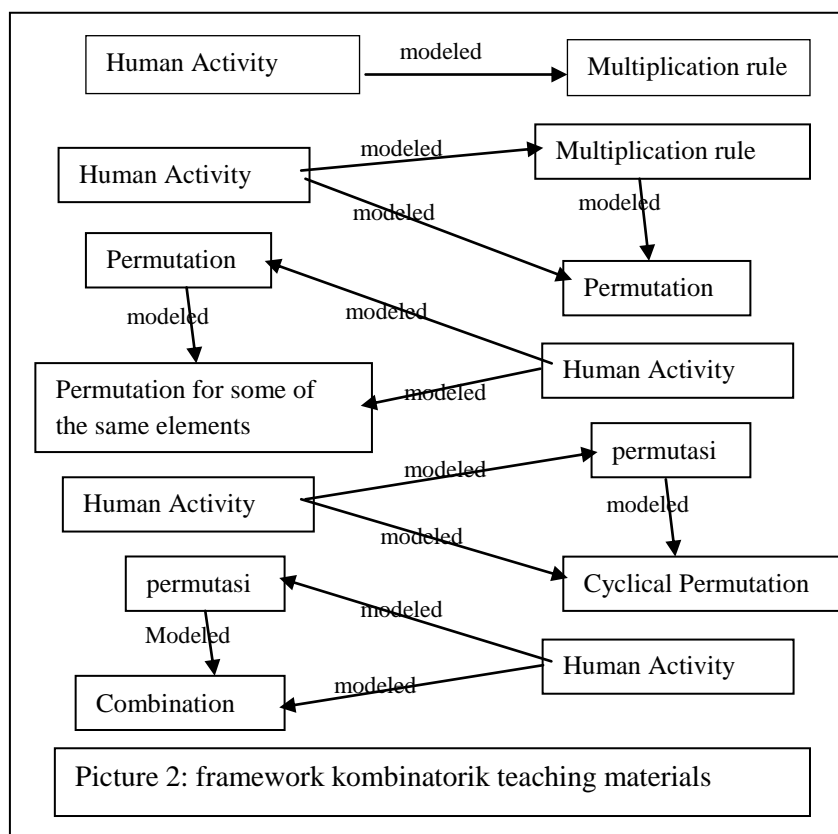 Human Activity
modeled
Multiplication rule
modeled
Multiplication rule
Human Activity
modeled
modeled
Permutation
Permutation
modeled
modeled
Human Activity
Permutation for some of
the same elements
modeled
permutasi
modeled
Human Activity
modeled
modeled
permutasi
Cyclical Permutation
modeled
Modeled
Human Activity
modeled
Combination
Picture 2: framework kombinatorik teaching materials